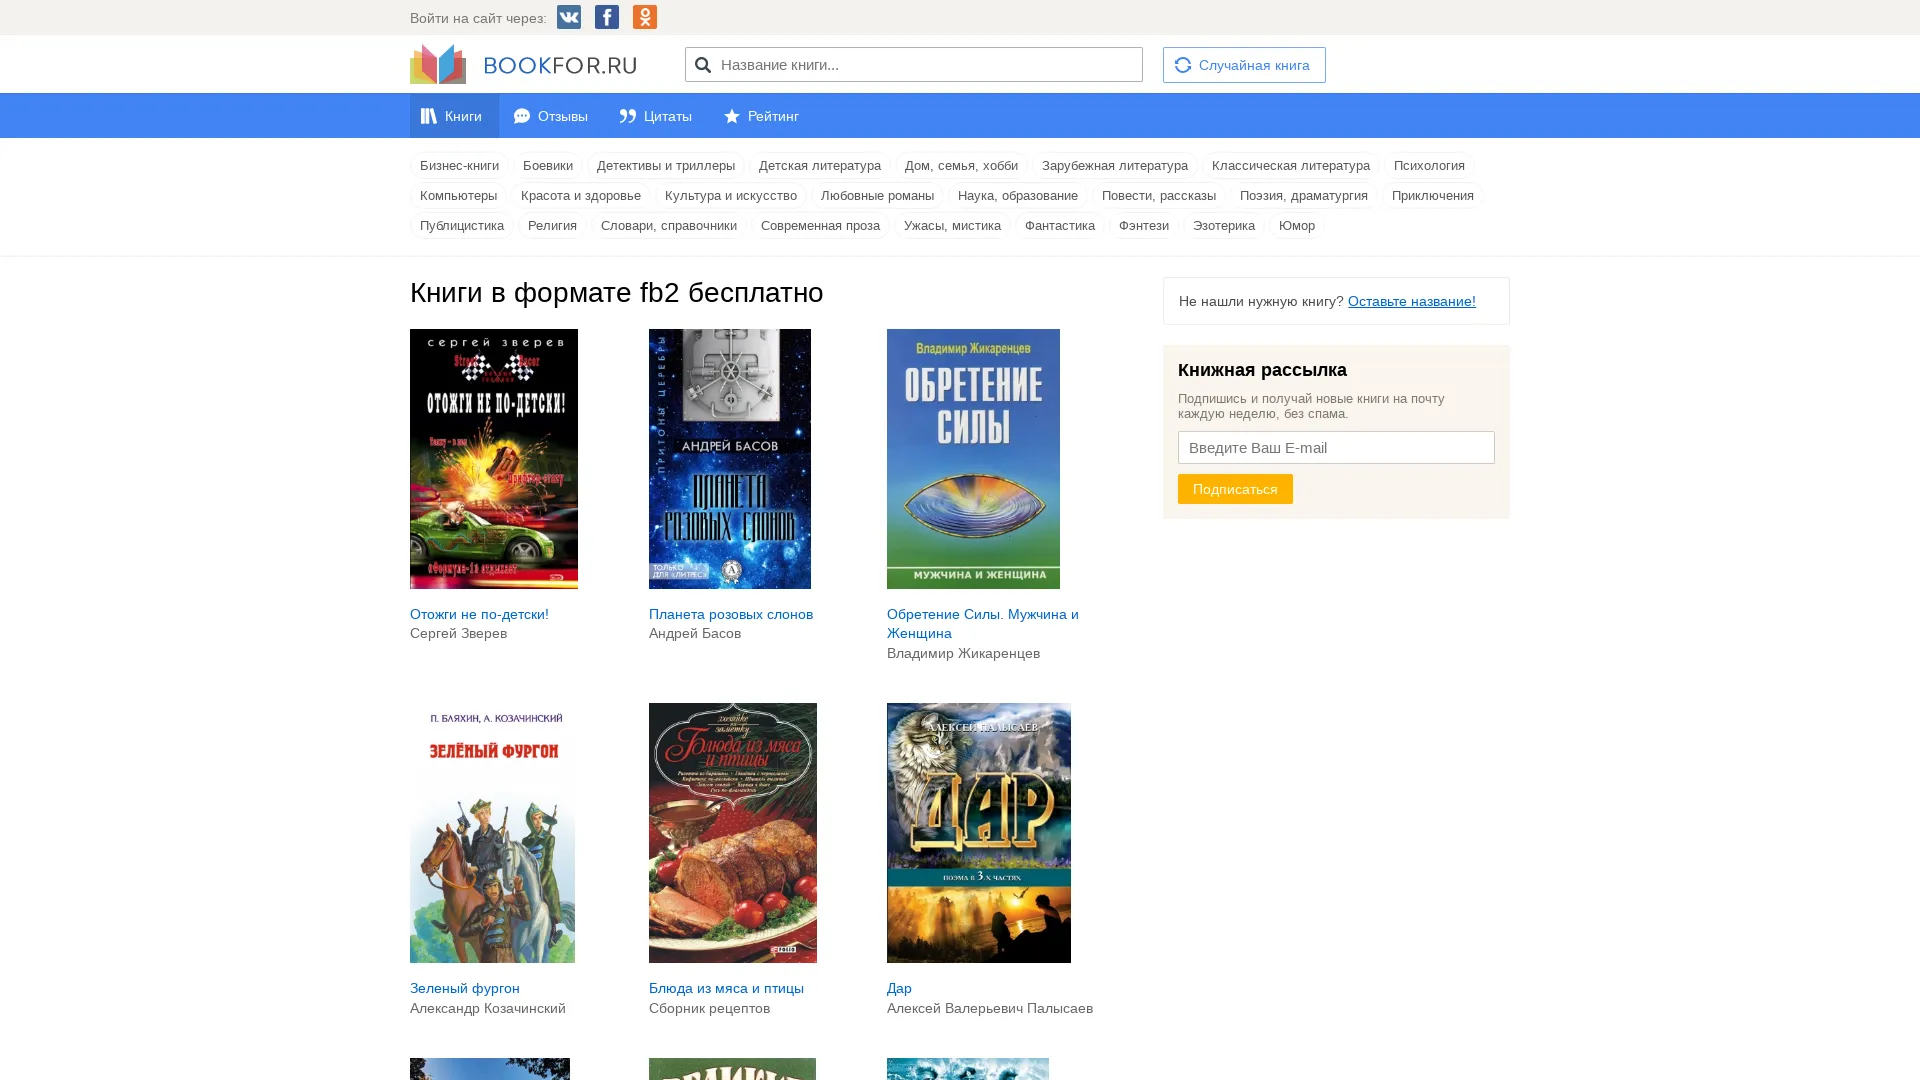 Войти на сайт через:
BOOKFOR.RU
Название книги...
Случайная книга
Книги
Отзывы
Цитаты
Рейтинг
Бизнес-книги
Боевики
Детективы и триллеры
Детская литература
Дом, семья, хобби
Зарубежная литература
Классическая литература
Психология
Компьютеры
Красота и здоровье
Культура и искусство
Любовные романы
Наука, образование
Повести, рассказы
Поэзия, драматургия
Приключения
Публицистика
Религия
Словари, справочники
Современная проза
Ужасы, мистика
Фантастика
Фэнтези
Эзотерика
Юмор
Книги в формате fb2 бесплатно
сергей зверев
Street Racer
ОТОЖГИ НЕ ПО-ДЕТСКИ!
«Формула-1» отдыхает
Отожги не по-детски!
Сергей Зверев
ПРИТОНЫ ЦЕРЕБРЫ
АНДРЕЙ БАСОВ
ПЛАНЕТА
РОЗОВЫХ СЛОНОВ
ТОЛЬКО
ДЛЯ «ЛИТРЕС»
Планета розовых слонов
Андрей Басов
Владимир Жикаренцев
ОБРЕТЕНИЕ
СИЛЫ
МУЖЧИНА И ЖЕНЩИНА
Обретение Силы. Мужчина и
Женщина
Владимир Жикаренцев
П. БЛЯХИН, А. КОЗАЧИНСКИЙ
ЗЕЛЁНЫЙ ФУРГОН
Зеленый фургон
Александр Козачинский
хозяйке
на
заметку
Блюда из мяса
и птицы
FOLIO
Блюда из мяса и птицы
Сборник рецептов
АЛЕКСЕЙ ПАЛЫСАЕВ
ДАР
ПОЭМА В 3-Х ЧАСТЯХ
Дар
Алексей Валерьевич Палысаев
Не нашли нужную книгу? Оставьте название!
Книжная рассылка
Подпишись и получай новые книги на почту
каждую неделю, без спама.
Введите Ваш E-mail
Подписаться